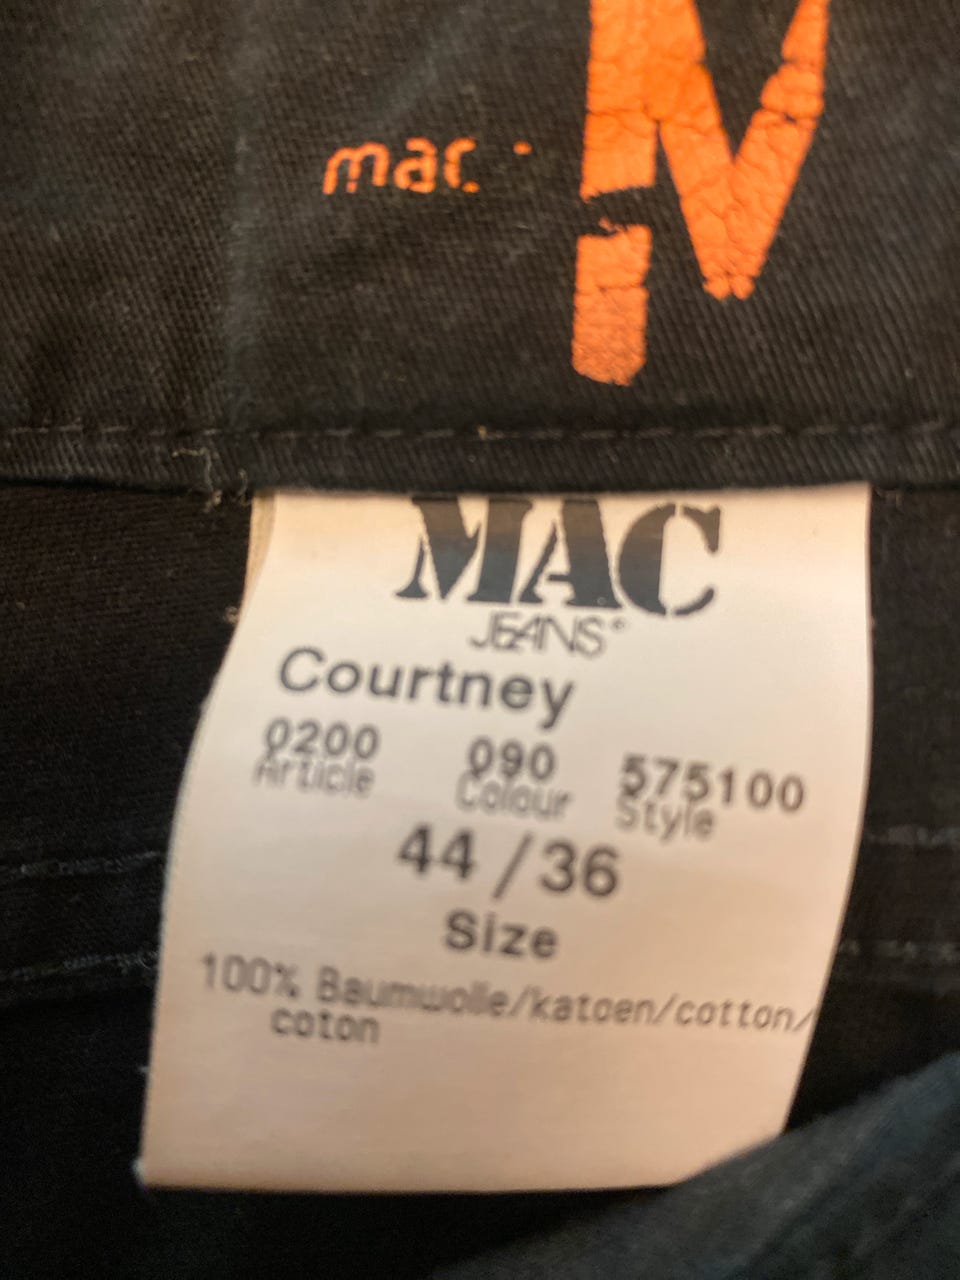 mac
M
MAC
JEANS®
Courtney
0200 090 575100
Article Colour Style
44 / 36
Size
100% Baumwolle/katoen/cotton/
coton